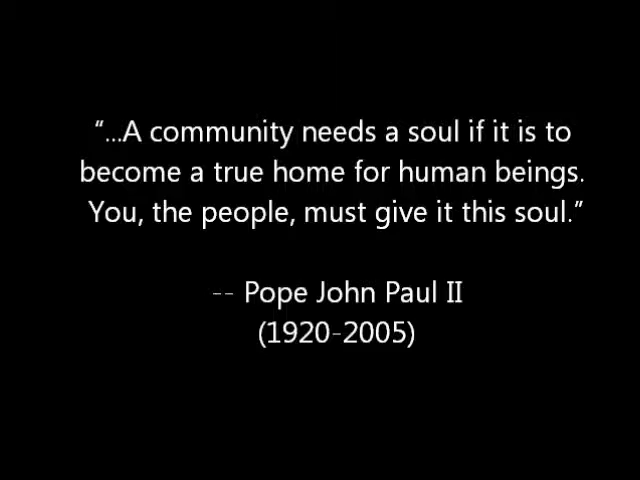 “...A community needs a soul if it is to
become a true home for human beings.
You, the people, must give it this soul.”
-- Pope John Paul II
(1920-2005)